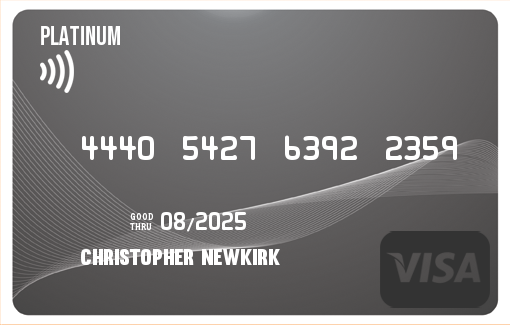 PLATINUM
4440 5427 6392 2359
GOOD THRU 08/2025
CHRISTOPHER NEWKIRK
VISA